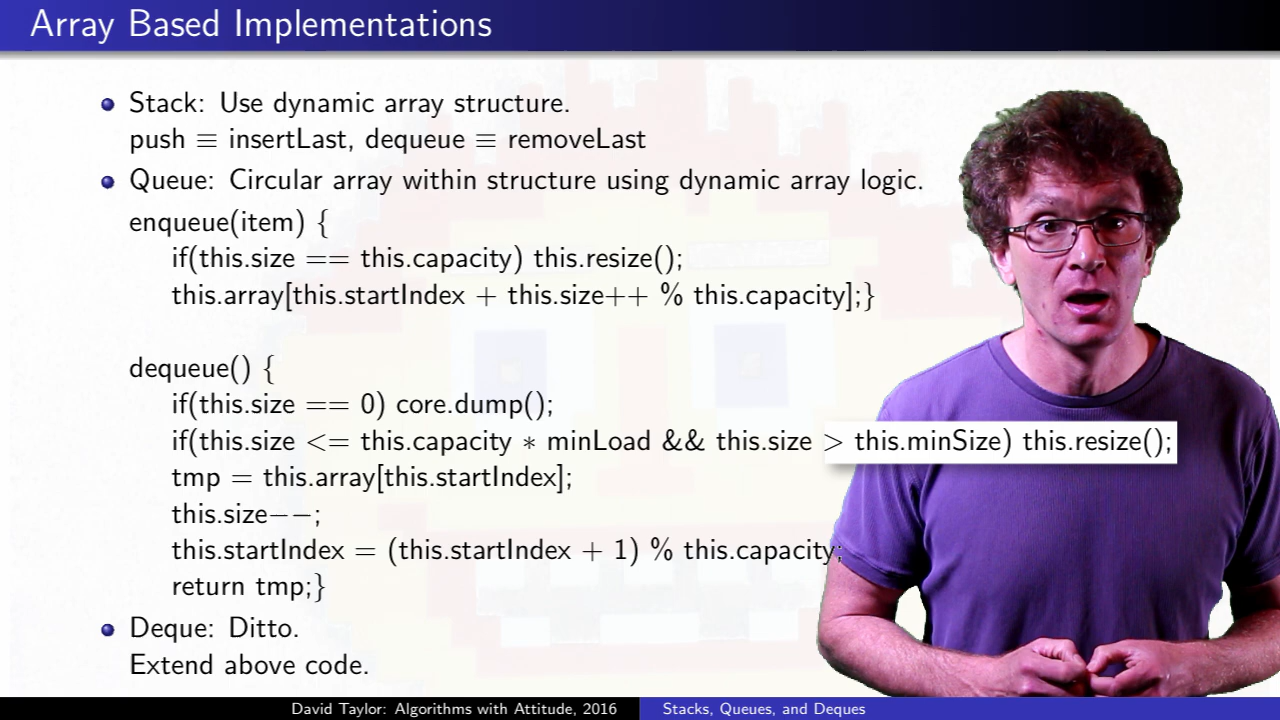 Array Based Implementations
Stack: Use dynamic array structure.
push ≡ insertLast, dequeue ≡ removeLast
Queue: Circular array within structure using dynamic array logic.
enqueue(item) {
if(this.size == this.capacity) this.resize();
this.array[this.startIndex + this.size++ % this.capacity];}
dequeue() {
if(this.size == 0) core.dump();
if(this.size <= this.capacity * minLoad && this.size > this.minSize) this.resize();
tmp = this.array[this.startIndex];
this.size−−;
this.startIndex = (this.startIndex + 1) % this.capacity;
return tmp;}
Deque: Ditto.
Extend above code.
David Taylor: Algorithms with Attitude, 2016
Stacks, Queues, and Deques